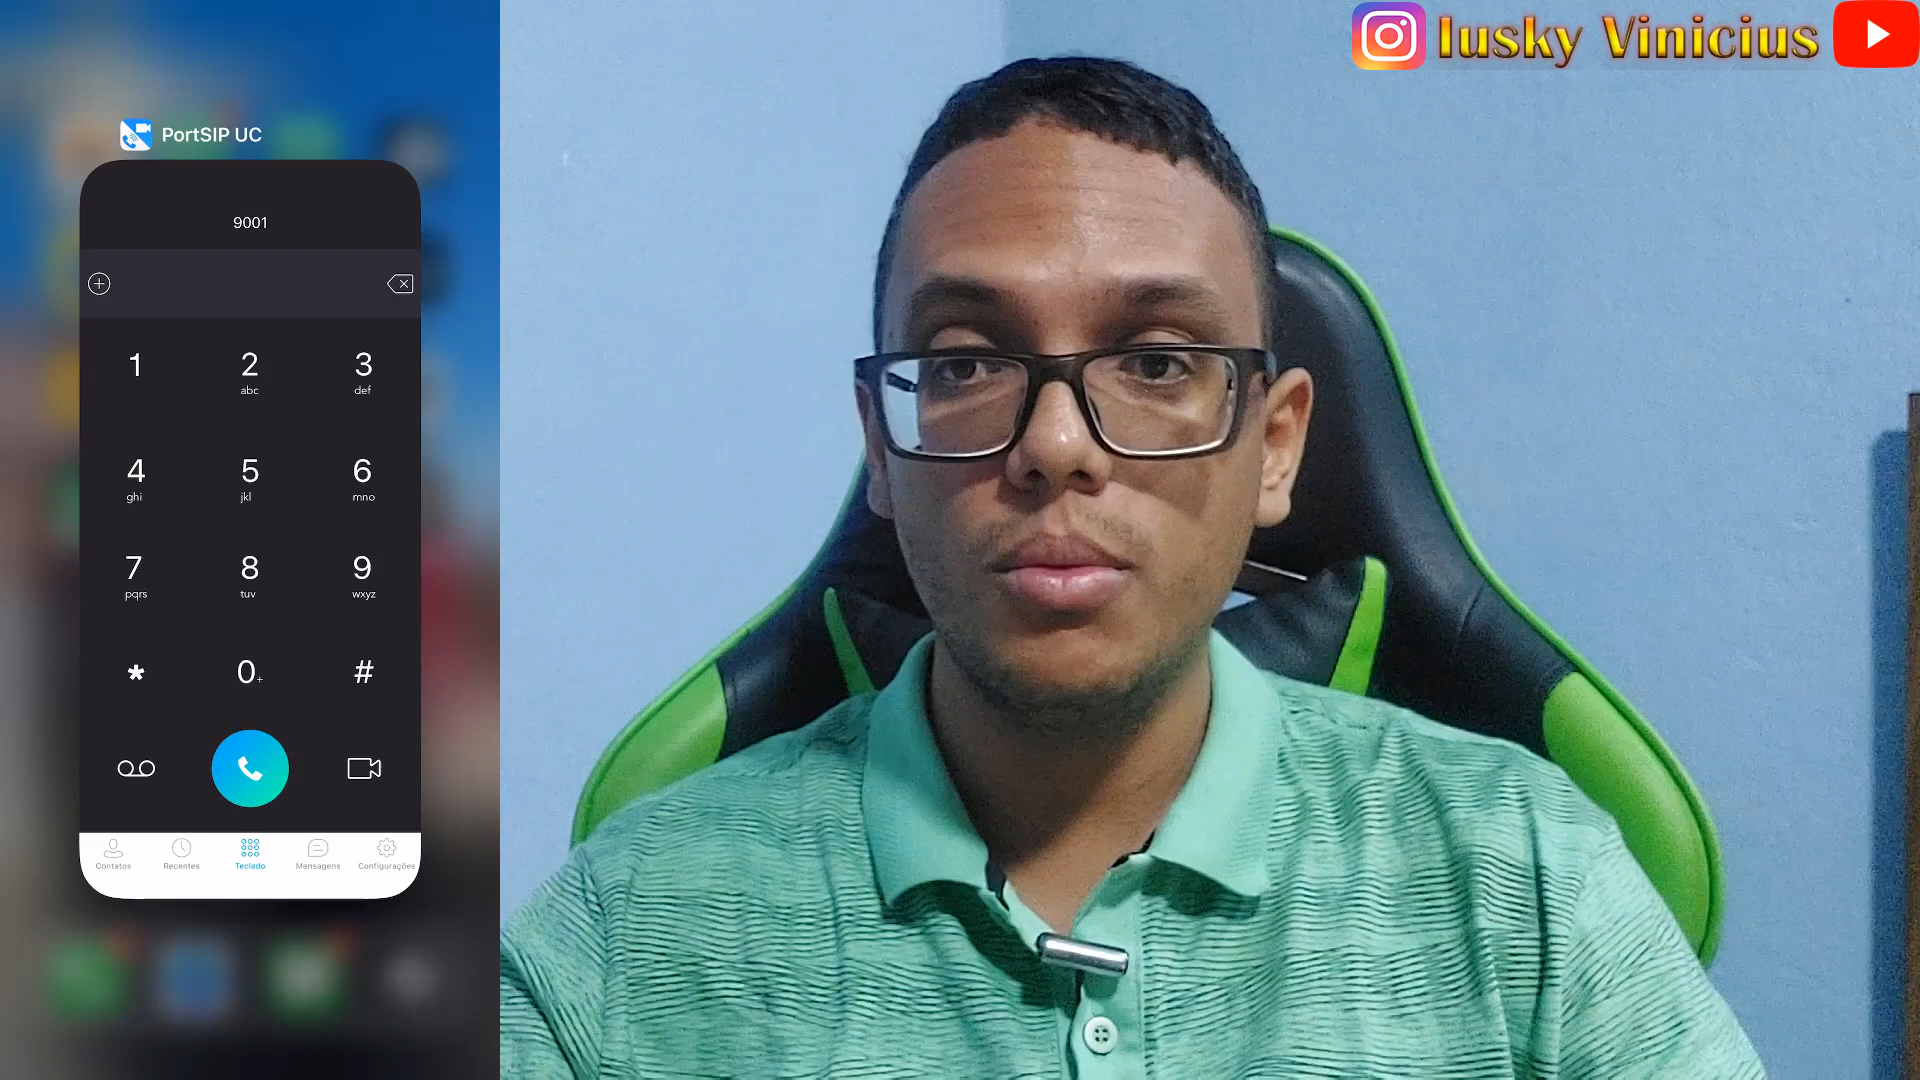 Iusky Vinicius
PortSIP UC
9001
1
2
3
abc
def
4
5
6
ghi
jkl
mno
7
8
9
pqrs
tuv
wxyz
*
0+
#
Contatos
Recentes
Teclado
Mensagens
Configurações